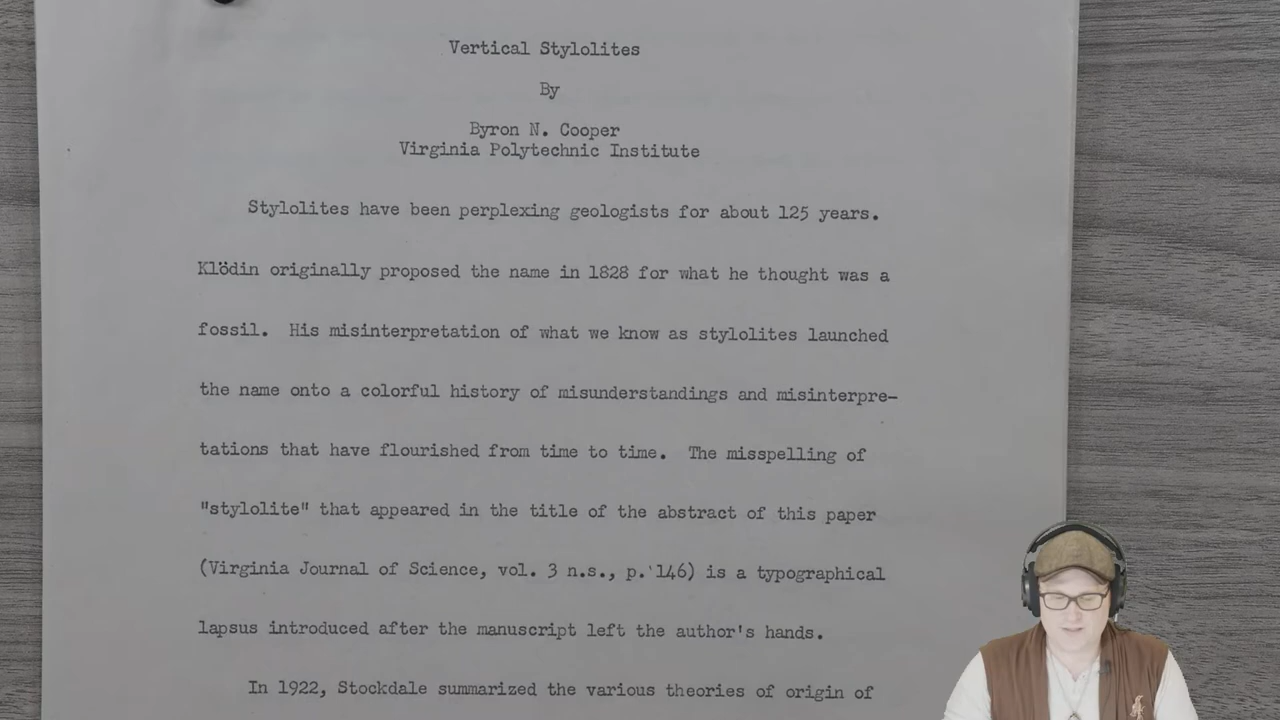 Vertical Stylolites
By
Byron N. Cooper
Virginia Polytechnic Institute
Stylolites have been perplexing geologists for about 125 years.
Klödin originally proposed the name in 1828 for what he thought was a
fossil. His misinterpretation of what we know as stylolites launched
the name onto a colorful history of misunderstandings and misinterpre-
tations that have flourished from time to time. The misspelling of
"stylolite" that appeared in the title of the abstract of this paper
(Virginia Journal of Science, vol. 3 n.s., p. 146) is a typographical
lapsus introduced after the manuscript left the author's hands.
In 1922, Stockdale summarized the various theories of origin of